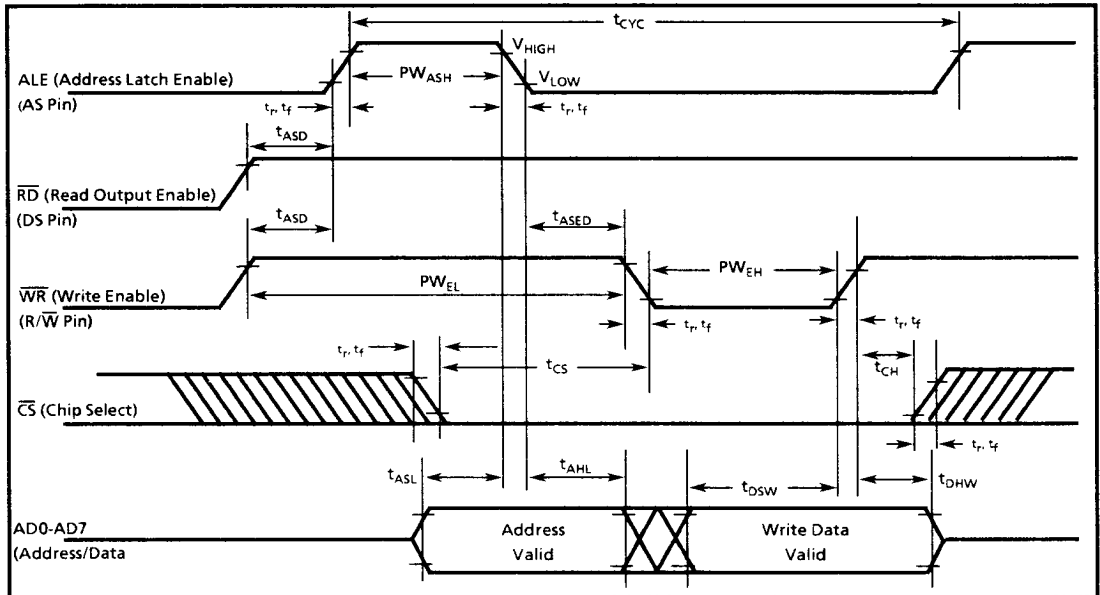 tCYC
ALE (Address Latch Enable)
(AS Pin)
VHIGH
PWASH
VLOW
tr, tf
tr, tf
tASD
RD (Read Output Enable)
(DS Pin)
tASD
tASED
WR (Write Enable)
(R/W Pin)
PWEL
PWEH
tr, tf
tr, tf
tr, tf
tCS
tCH
CS (Chip Select)
tr, tf
tASL
tAHL
tDSW
tDHW
AD0-AD7
(Address/Data
Address
Valid
Write Data
Valid